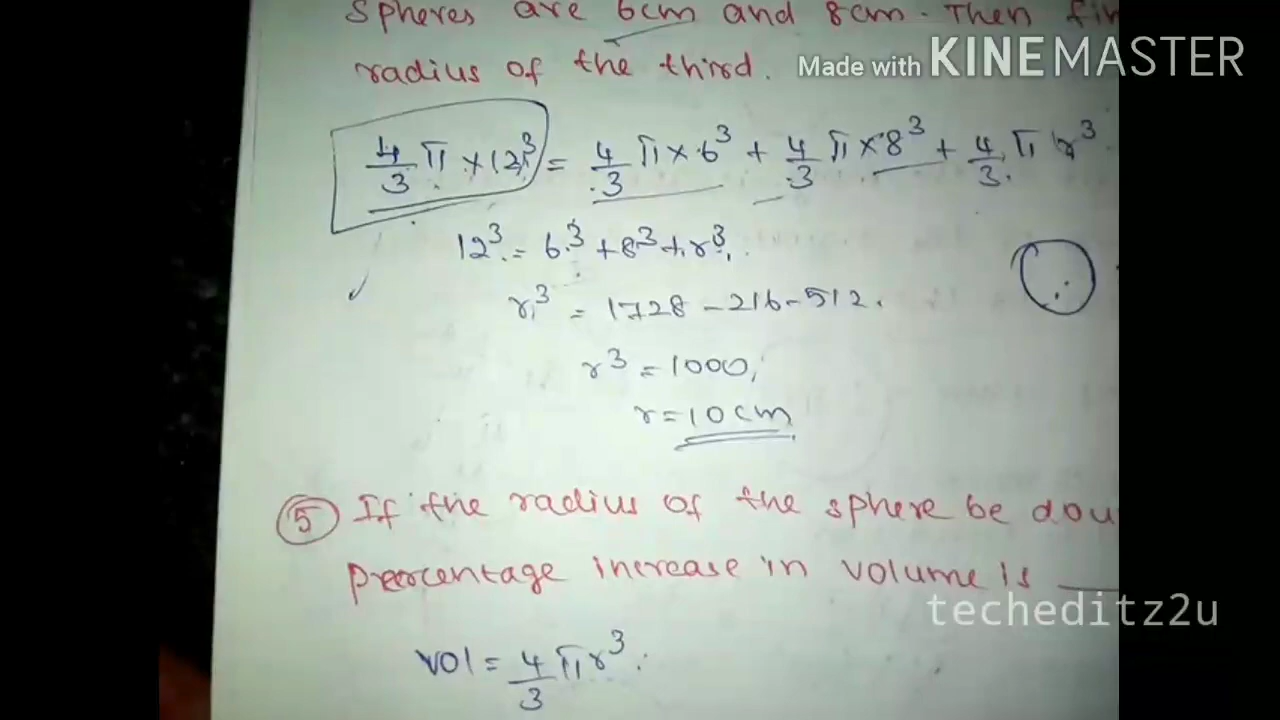 Spheres are 6cm and 8cm. Then
radius of the third.
Made with KINEMASTER
4/3 π × 12³ = 4/3 π × 6³ + 4/3 π × 8³ + 4/3 π r³
12³ = 6³ + 8³ + r³
r³ = 1728 - 216 - 512.
r³ = 1000,
r = 10cm
5 If the radius of the sphere be
percentage increase in volume is __
techeditz2u
vol = 4/3 π r³